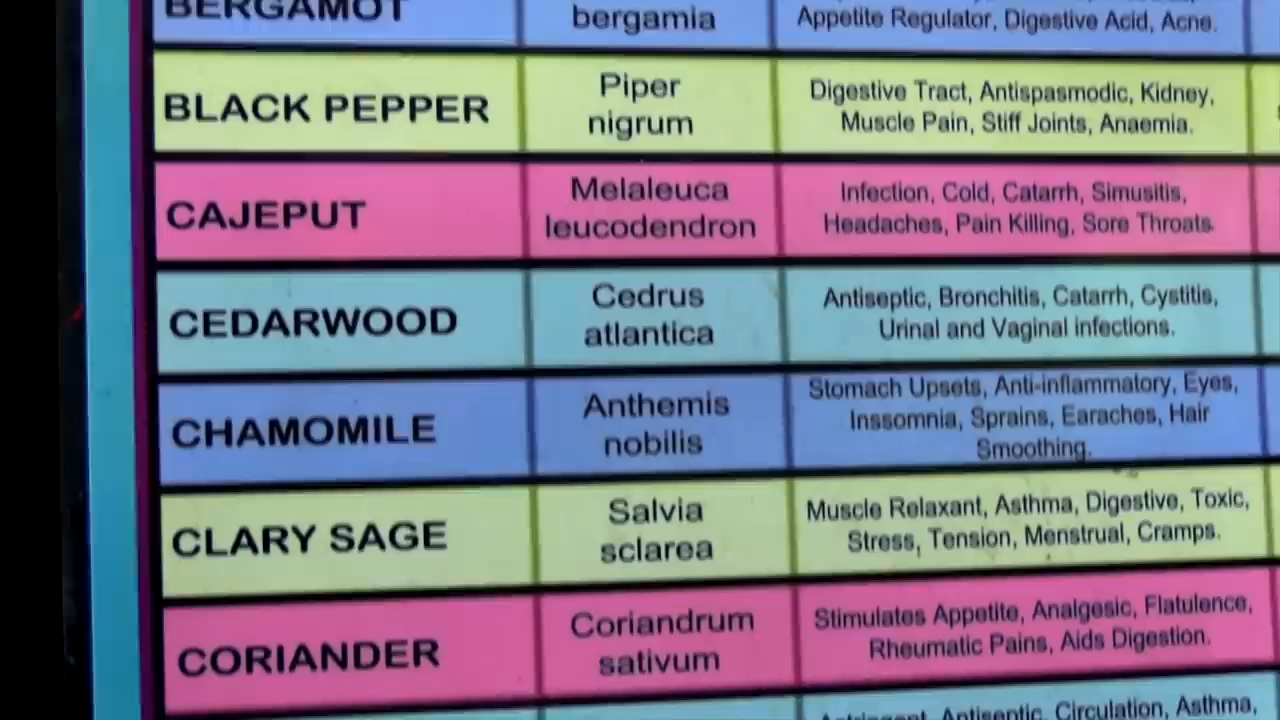 BERGAMOT
bergamia
Appetite Regulator, Digestive Acid, Acne.
BLACK PEPPER
Piper
nigrum
Digestive Tract, Antispasmodic, Kidney,
Muscle Pain, Stiff Joints, Anaemia.
CAJEPUT
Melaleuca
leucodendron
Infection, Cold, Catarrh, Simusitis,
Headaches, Pain Killing, Sore Throats.
CEDARWOOD
Cedrus
atlantica
Antiseptic, Bronchitis, Catarrh, Cystitis,
Urinal and Vaginal infections.
CHAMOMILE
Anthemis
nobilis
Stomach Upsets, Anti-inflammatory, Eyes,
Inssomnia, Sprains, Earaches, Hair
Smoothing.
CLARY SAGE
Salvia
sclarea
Muscle Relaxant, Asthma, Digestive, Toxic,
Stress, Tension, Menstrual, Cramps.
CORIANDER
Coriandrum
sativum
Stimulates Appetite, Analgesic, Flatulence,
Rheumatic Pains, Aids Digestion.
Astringent, Antiseptic, Circulation, Asthma,